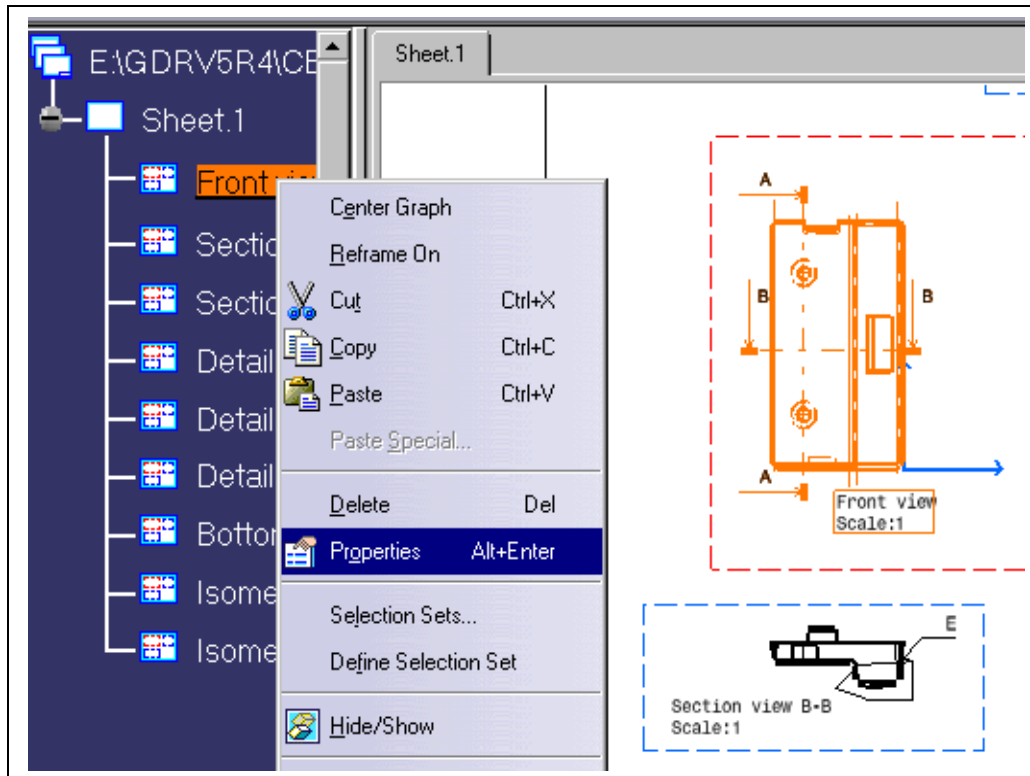 E:\GDRV5R4\CE
Sheet.1
Sheet.1
Front view
Sectio
Sectio
Detail
Detail
Detail
Bottor
Isome
Isome
Center Graph
Reframe On
Cut Ctrl+X
Copy Ctrl+C
Paste Ctrl+V
Paste Special...
Delete Del
Properties Alt+Enter
Selection Sets...
Define Selection Set
Hide/Show
A
B B
A
Front view
Scale:1
E
Section view B-B
Scale:1